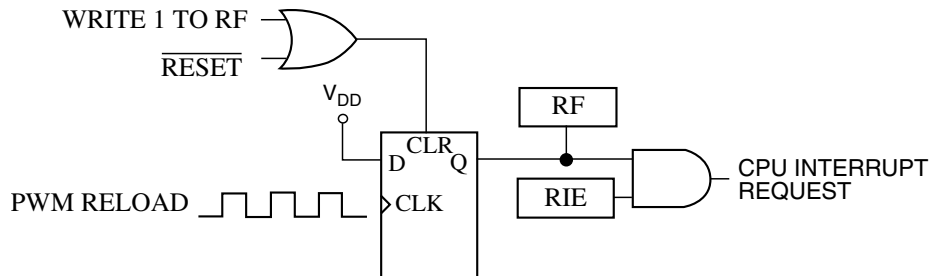 WRITE 1 TO RF
RESET
VDD
RF
CLR
D
Q
CPU INTERRUPT
REQUEST
PWM RELOAD
CLK
RIE